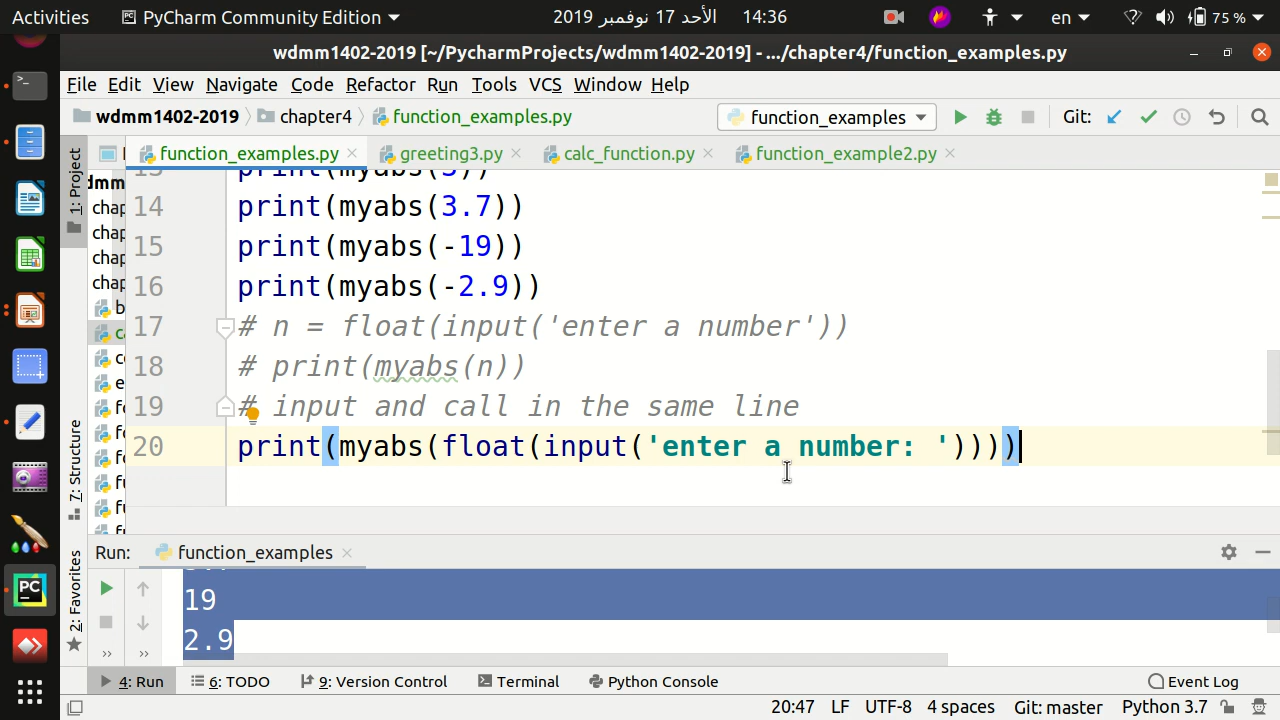 Activities PyCharm Community Edition الأحد 17 نوفمبر 2019 14:36 en 75 %
wdmm1402-2019 [~/PycharmProjects/wdmm1402-2019] - .../chapter4/function_examples.py
File Edit View Navigate Code Refactor Run Tools VCS Window Help
wdmm1402-2019 chapter4 function_examples.py function_examples Git:
function_examples.py greeting3.py calc_function.py function_example2.py
1: Project
7: Structure
2: Favorites
14 print(myabs(3.7))
15 print(myabs(-19))
16 print(myabs(-2.9))
17 # n = float(input('enter a number'))
18 # print(myabs(n))
19 # input and call in the same line
20 print(myabs(float(input('enter a number: '))))
Run: function_examples
19
2.9
4: Run 6: TODO 9: Version Control Terminal Python Console Event Log
20:47 LF UTF-8 4 spaces Git: master Python 3.7